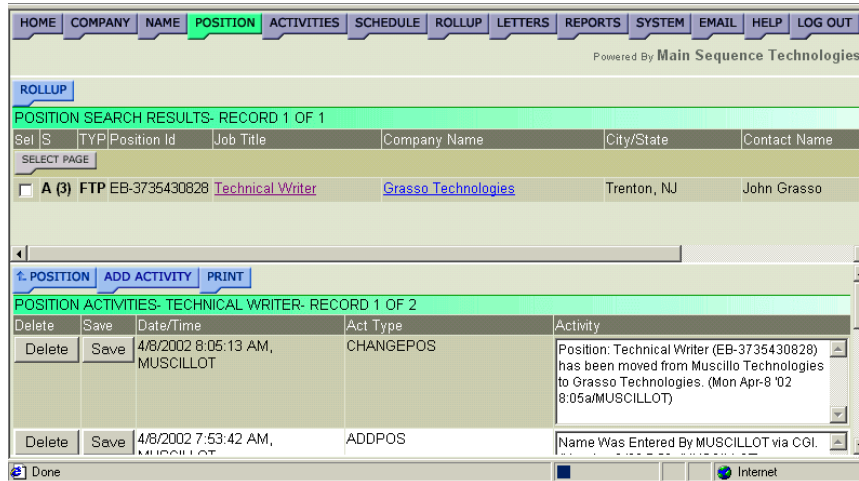 HOME COMPANY NAME POSITION ACTIVITIES SCHEDULE ROLLUP LETTERS REPORTS SYSTEM EMAIL HELP LOG OUT
Powered By Main Sequence Technologies
ROLLUP
POSITION SEARCH RESULTS- RECORD 1 OF 1
Sel S TYP Position Id Job Title Company Name City/State Contact Name
SELECT PAGE
A (3) FTP EB-3735430828 Technical Writer Grasso Technologies Trenton, NJ John Grasso
POSITION ADD ACTIVITY PRINT
POSITION ACTIVITIES- TECHNICAL WRITER- RECORD 1 OF 2
Delete Save Date/Time Act Type Activity
Delete Save 4/8/2002 8:05:13 AM, CHANGEPOS Position: Technical Writer (EB-3735430828)
MUSCILLOT has been moved from Muscillo Technologies
to Grasso Technologies. (Mon Apr-8 '02
8:05a/MUSCILLOT)
Delete Save 4/8/2002 7:53:42 AM, ADDPOS Name Was Entered By MUSCILLOT via CGI.
Done Internet